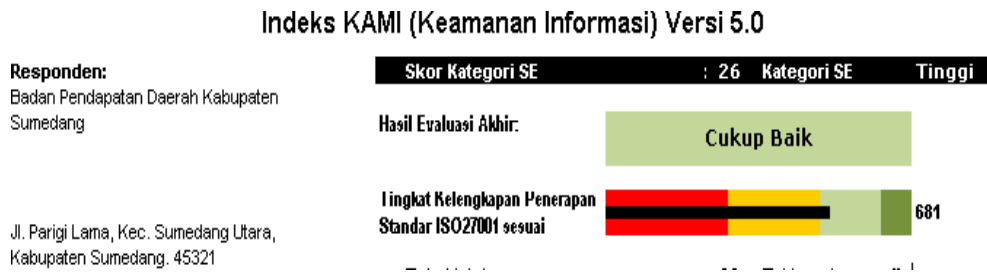 Indeks KAMI (Keamanan Informasi) Versi 5.0
Responden:
Badan Pendapatan Daerah Kabupaten
Sumedang
Jl. Parigi Lama, Kec. Sumedang Utara,
Kabupaten Sumedang. 45321
Skor Kategori SE : 26 Kategori SE Tinggi
Hasil Evaluasi Akhir:
Cukup Baik
Tingkat Kelengkapan Penerapan
Standar ISO27001 sesuai
681